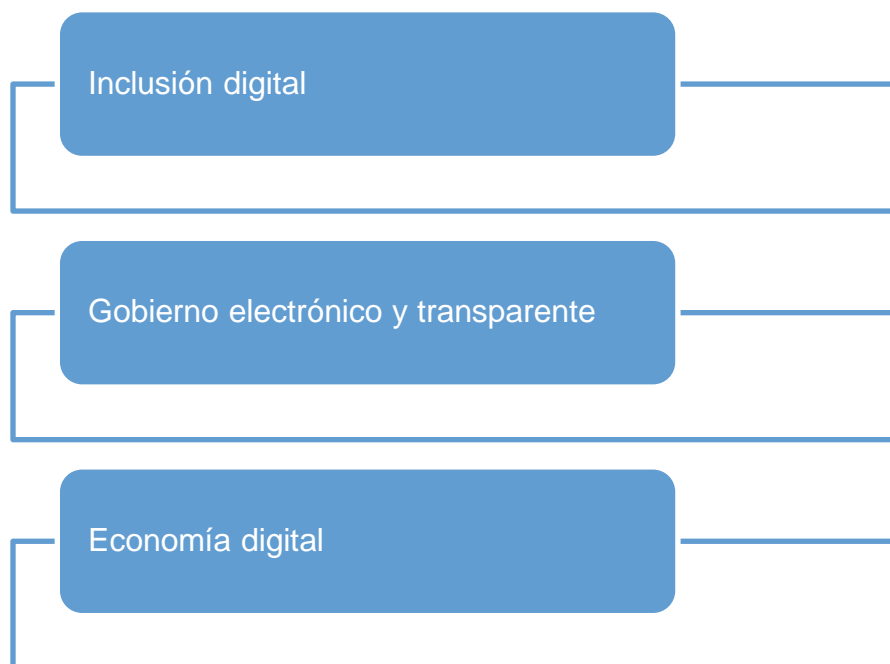 Inclusión digital
Gobierno electrónico y transparente
Economía digital